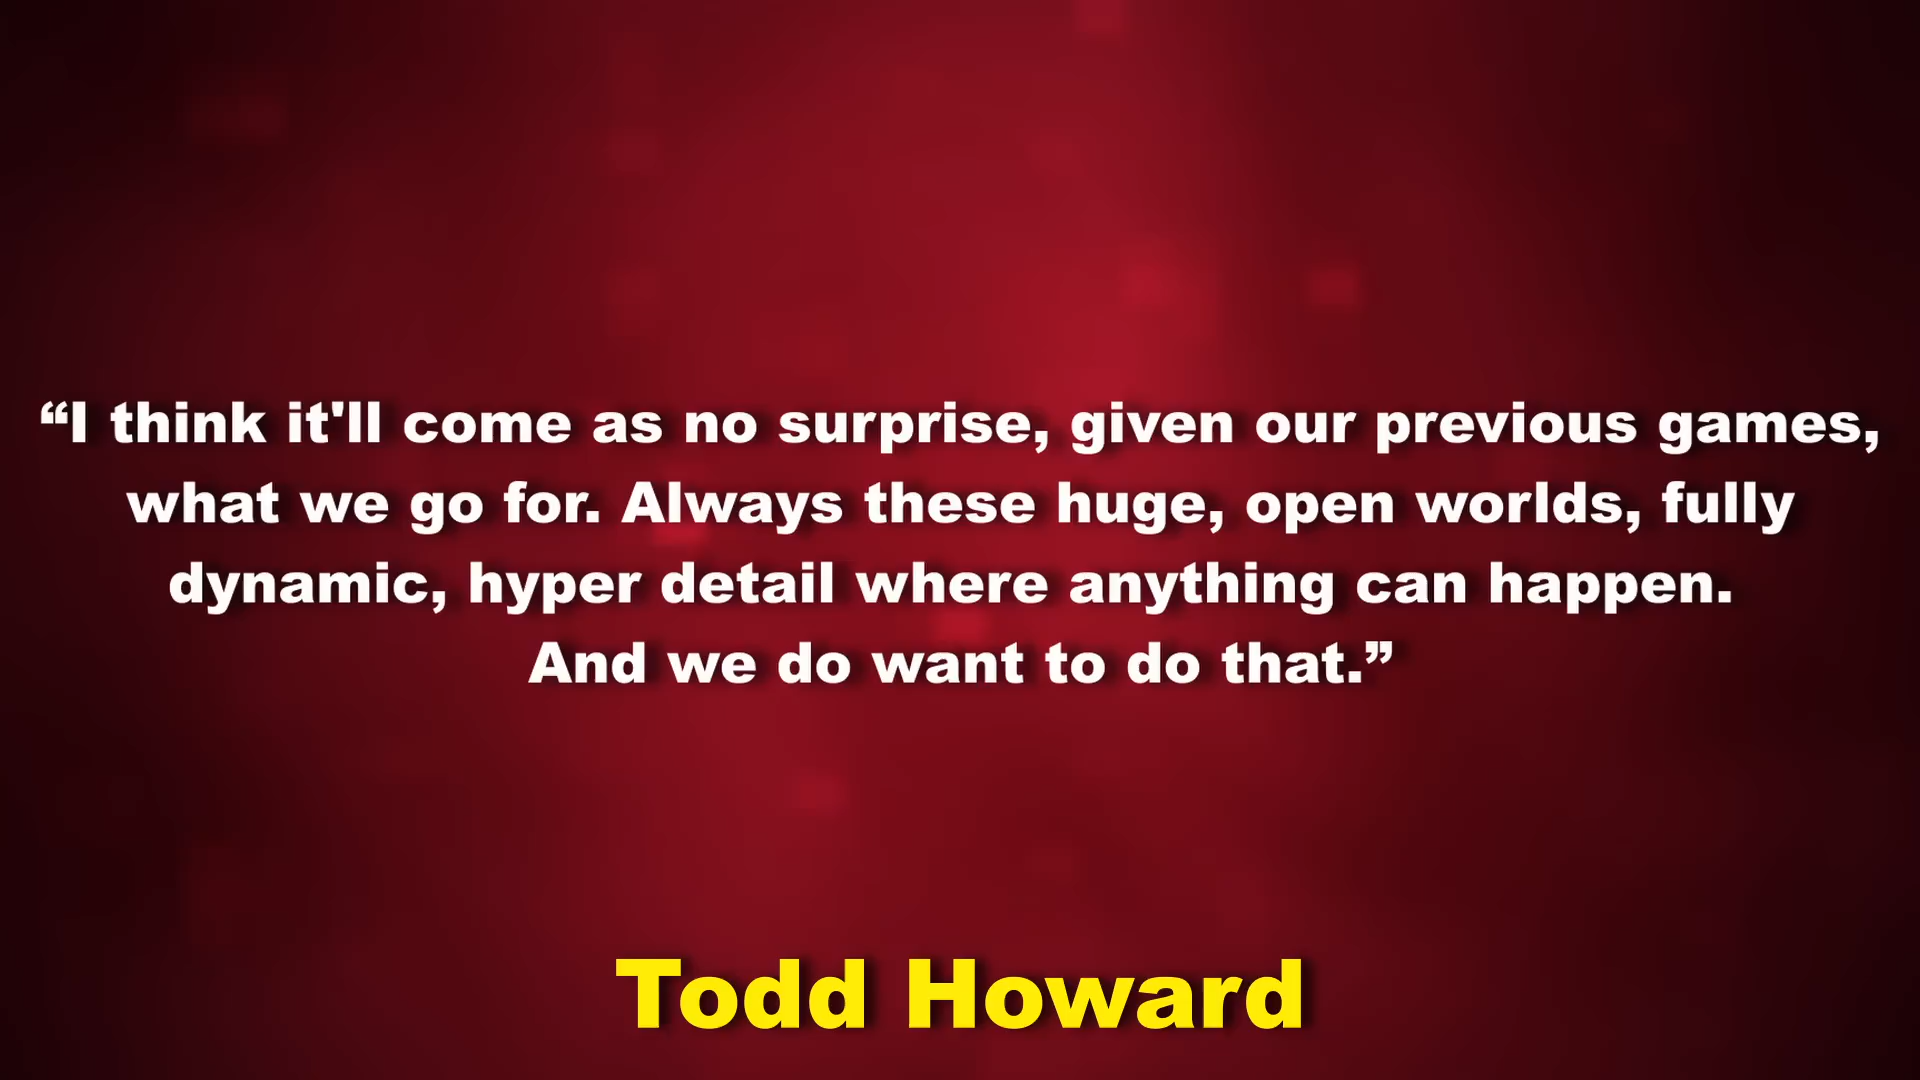 “I think it'll come as no surprise, given our previous games,
what we go for. Always these huge, open worlds, fully
dynamic, hyper detail where anything can happen.
And we do want to do that.”
Todd Howard